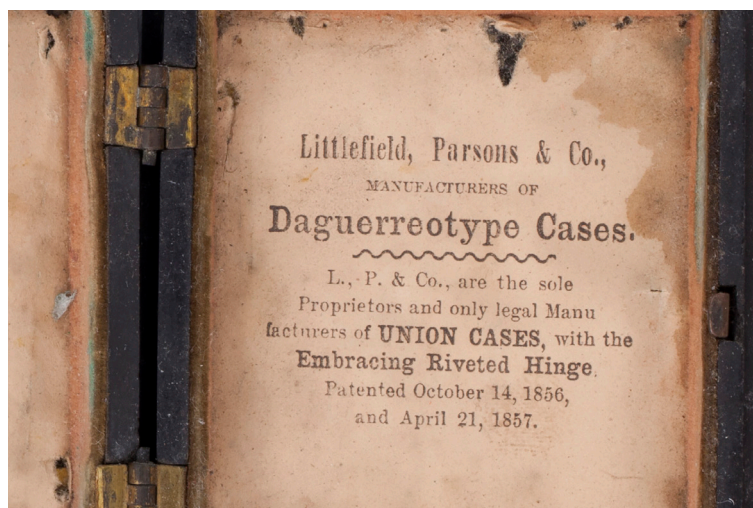 Littlefield, Parsons & Co.,
MANUFACTURERS OF
Daguerreotype Cases.
L., P. & Co., are the sole
Proprietors and only legal Manu
facturers of UNION CASES, with the
Embracing Riveted Hinge.
Patented October 14, 1856,
and April 21, 1857.